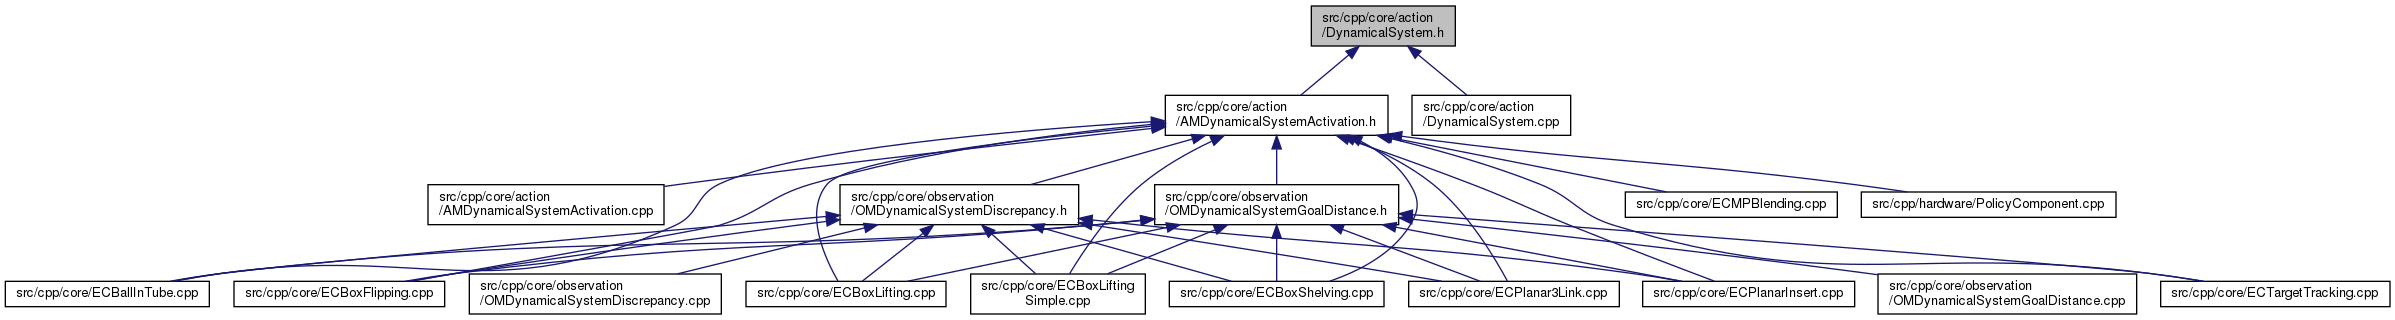 src/cpp/core/action
/DynamicalSystem.h
src/cpp/core/action
/AMDynamicalSystemActivation.h
src/cpp/core/action
/DynamicalSystem.cpp
src/cpp/core/action
/AMDynamicalSystemActivation.cpp
src/cpp/core/observation
/OMDynamicalSystemDiscrepancy.h
src/cpp/core/observation
/OMDynamicalSystemGoalDistance.h
src/cpp/core/ECMPBlending.cpp
src/cpp/hardware/PolicyComponent.cpp
src/cpp/core/ECBallInTube.cpp
src/cpp/core/ECBoxFlipping.cpp
src/cpp/core/observation
/OMDynamicalSystemDiscrepancy.cpp
src/cpp/core/ECBoxLifting.cpp
src/cpp/core/ECBoxLifting
Simple.cpp
src/cpp/core/ECBoxShelving.cpp
src/cpp/core/ECPlanar3Link.cpp
src/cpp/core/ECPlanarInsert.cpp
src/cpp/core/observation
/OMDynamicalSystemGoalDistance.cpp
src/cpp/core/ECTargetTracking.cpp